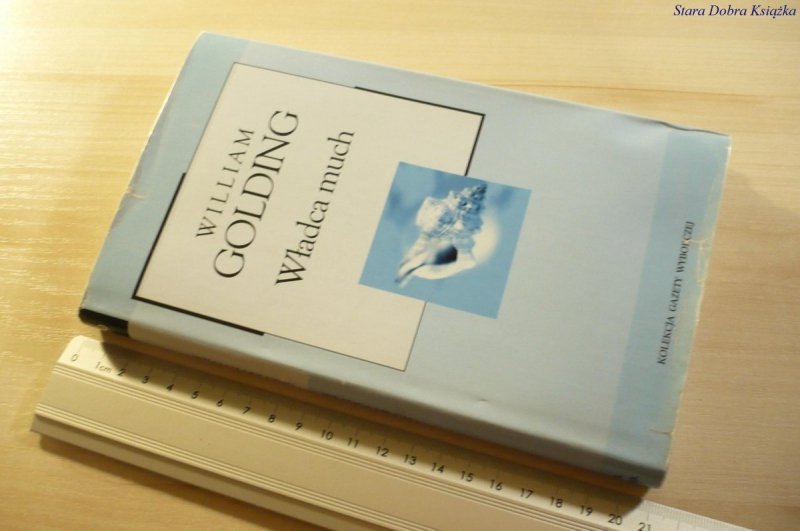 Stara Dobra Książka
WILLIAM
GOLDING
Władca much
KOLEKCJA GAZETY WYBORCZEJ
0 1cm 2 3 4 5 6 7 8 9 10 11 12 13 14 15 16 17 18 19 20 21